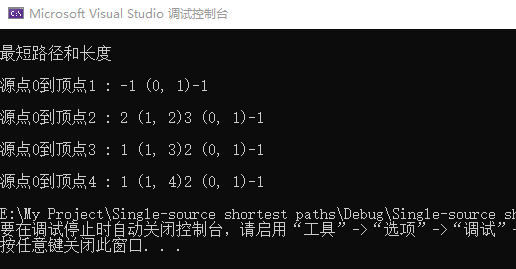 Microsoft Visual Studio 调试控制台
最短路径和长度
源点0到顶点1 : -1 (0, 1)-1
源点0到顶点2 : 2 (1, 2)3 (0, 1)-1
源点0到顶点3 : 1 (1, 3)2 (0, 1)-1
源点0到顶点4 : 1 (1, 4)2 (0, 1)-1
E:\My Project\Single-source shortest paths\Debug\Single-source sh
要在调试停止时自动关闭控制台，请启用“工具”->“选项”->“调试”-
按任意键关闭此窗口. . .